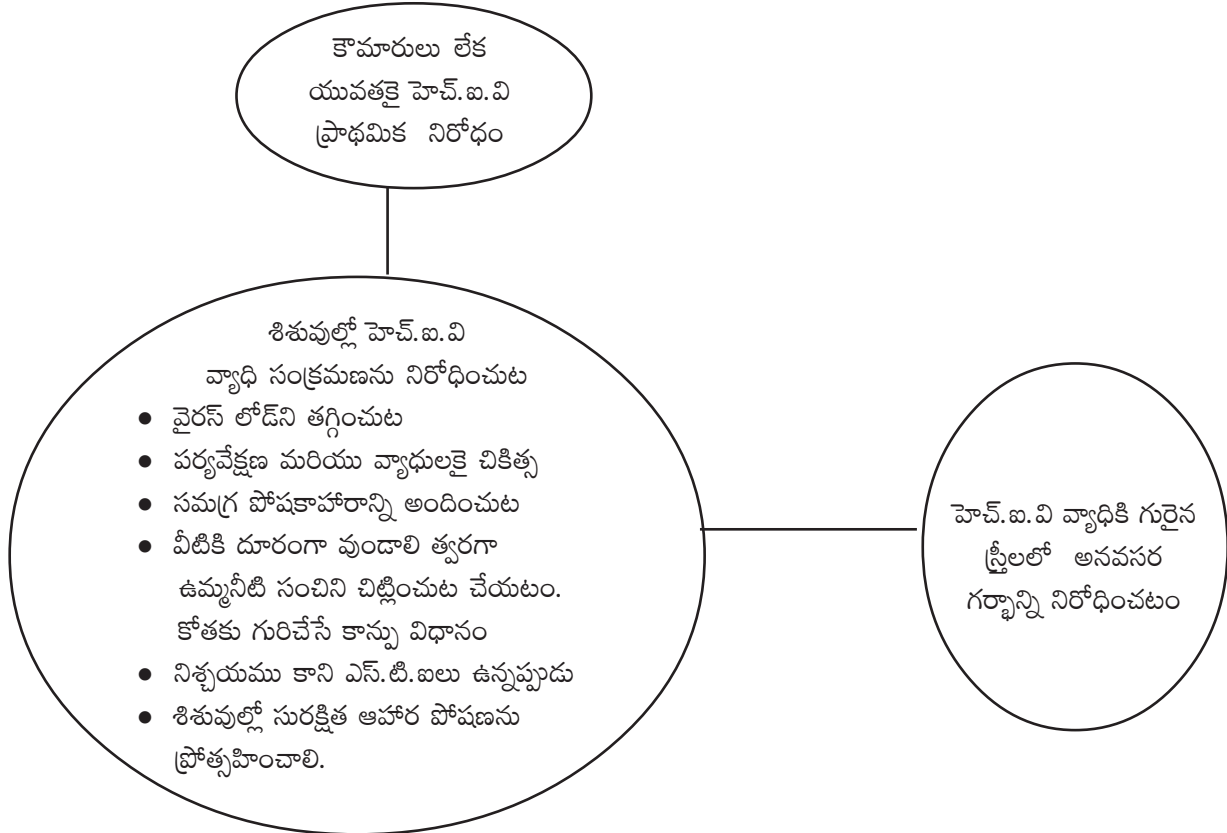 కౌమారులు లేక
యువతకై హెచ్.ఐ.వి
ప్రాథమిక నిరోధం
శిశువుల్లో హెచ్.ఐ.వి
వ్యాధి సంక్రమణను నిరోధించుట
● వైరస్ లోడ్‌ని తగ్గించుట
● పర్యవేక్షణ మరియు వ్యాధులకై చికిత్స
● సమగ్ర పోషకాహారాన్ని అందించుట
● వీటికి దూరంగా వుండాలి త్వరగా
ఉమ్మనీటి సంచిని చిట్లించుట చేయటం.
కోతకు గురిచేసే కాన్పు విధానం
● నిశ్చయము కాని ఎస్.టి.ఐలు ఉన్నప్పుడు
● శిశువుల్లో సురక్షిత ఆహార పోషణను
ప్రోత్సహించాలి.
హెచ్.ఐ.వి వ్యాధికి గురైన
స్త్రీలలో అనవసర
గర్భాన్ని నిరోధించటం